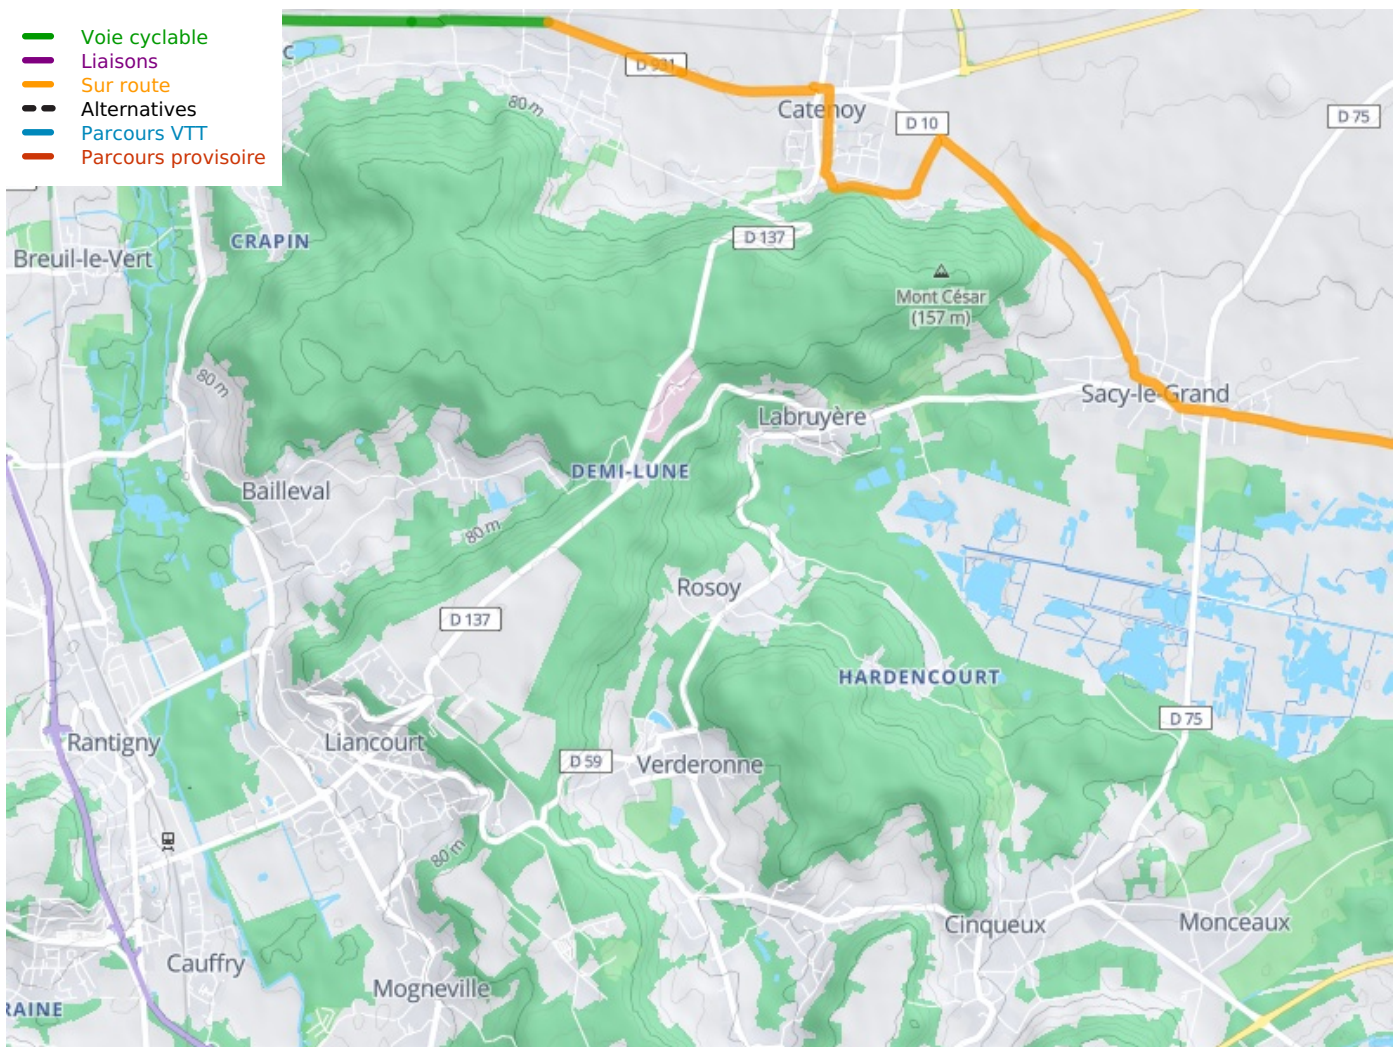 Voie cyclable
Liaisons
Sur route
Alternatives
Parcours VTT
Parcours provisoire
C
D 931
80 m
Catenoy
D 10
D 75
CRAPIN
D 137
Breuil-le-Vert
Mont César
(157 m)
80 m
Sacy-le-Grand
Labruyère
DEMI-LUNE
Bailleval
80 m
Rosoy
D 137
HARDENCOURT
D 75
Rantigny
Liancourt
D 59
Verderonne
80 m
Cinqueux
Monceaux
Cauffry
Mogneville
RAINE